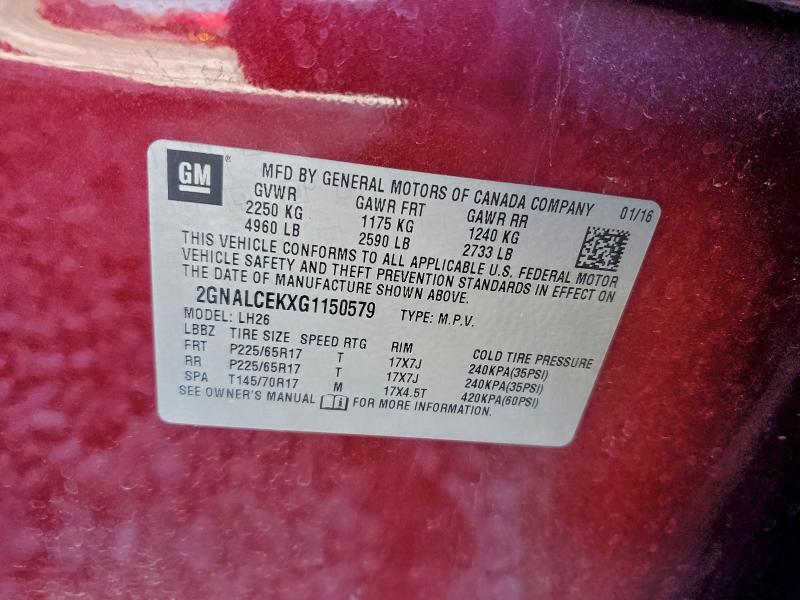 GM® MFD BY GENERAL MOTORS OF CANADA COMPANY 01/16
GVWR GAWR FRT GAWR RR
2250 KG 1175 KG 1240 KG
4960 LB 2590 LB 2733 LB
THIS VEHICLE CONFORMS TO ALL APPLICABLE U.S. FEDERAL MOTOR
VEHICLE SAFETY AND THEFT PREVENTION STANDARDS IN EFFECT ON
THE DATE OF MANUFACTURE SHOWN ABOVE.
2GNALCEKXG1150579 TYPE: M.P.V.
MODEL: LH26
LBBZ TIRE SIZE SPEED RTG RIM COLD TIRE PRESSURE
FRT P225/65R17 T 17X7J 240KPA(35PSI)
RR P225/65R17 T 17X7J 240KPA(35PSI)
SPA T145/70R17 M 17X4.5T 420KPA(60PSI)
SEE OWNER'S MANUAL FOR MORE INFORMATION.